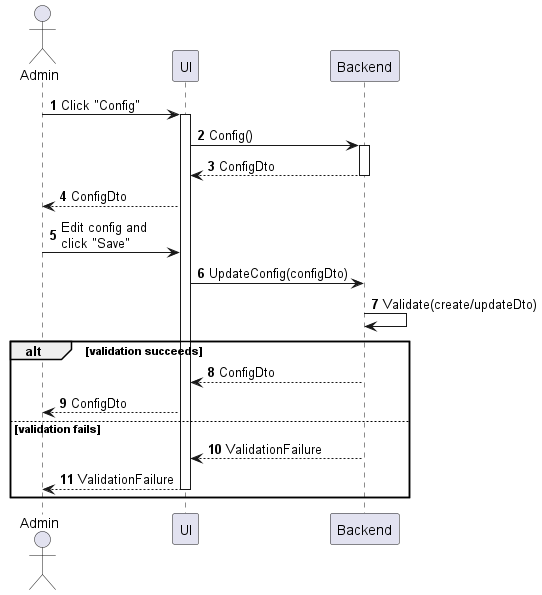 Admin
UI
Backend
1 Click "Config"
2 Config()
3 ConfigDto
4 ConfigDto
5 Edit config and
click "Save"
6 UpdateConfig(configDto)
7 Validate(create/updateDto)
alt [validation succeeds]
8 ConfigDto
9 ConfigDto
[validation fails]
10 ValidationFailure
11 ValidationFailure
Admin
UI
Backend